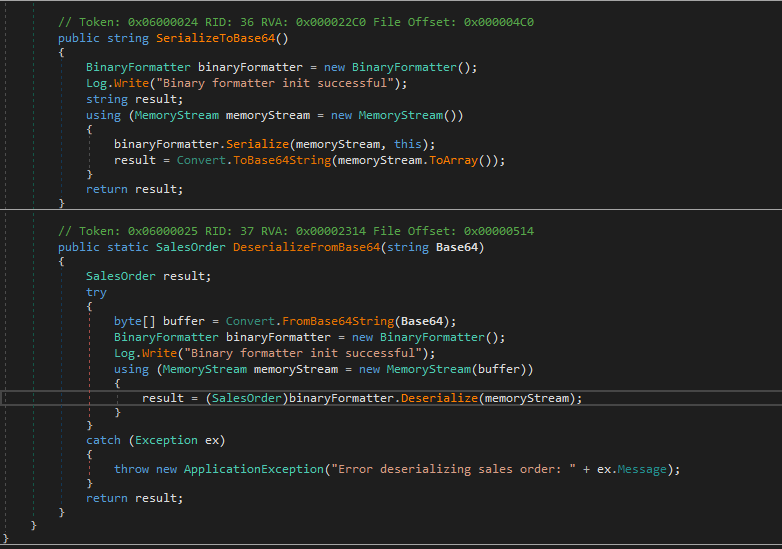 // Token: 0x06000024 RID: 36 RVA: 0x000022C0 File Offset: 0x000004C0
public string SerializeToBase64()
{
BinaryFormatter binaryFormatter = new BinaryFormatter();
Log.Write("Binary formatter init successful");
string result;
using (MemoryStream memoryStream = new MemoryStream())
{
binaryFormatter.Serialize(memoryStream, this);
result = Convert.ToBase64String(memoryStream.ToArray());
}
return result;
}
// Token: 0x06000025 RID: 37 RVA: 0x00002314 File Offset: 0x00000514
public static SalesOrder DeserializeFromBase64(string Base64)
{
SalesOrder result;
try
{
byte[] buffer = Convert.FromBase64String(Base64);
BinaryFormatter binaryFormatter = new BinaryFormatter();
Log.Write("Binary formatter init successful");
using (MemoryStream memoryStream = new MemoryStream(buffer))
{
result = (SalesOrder)binaryFormatter.Deserialize(memoryStream);
}
}
catch (Exception ex)
{
throw new ApplicationException("Error deserializing sales order: " + ex.Message);
}
return result;
}
}
}